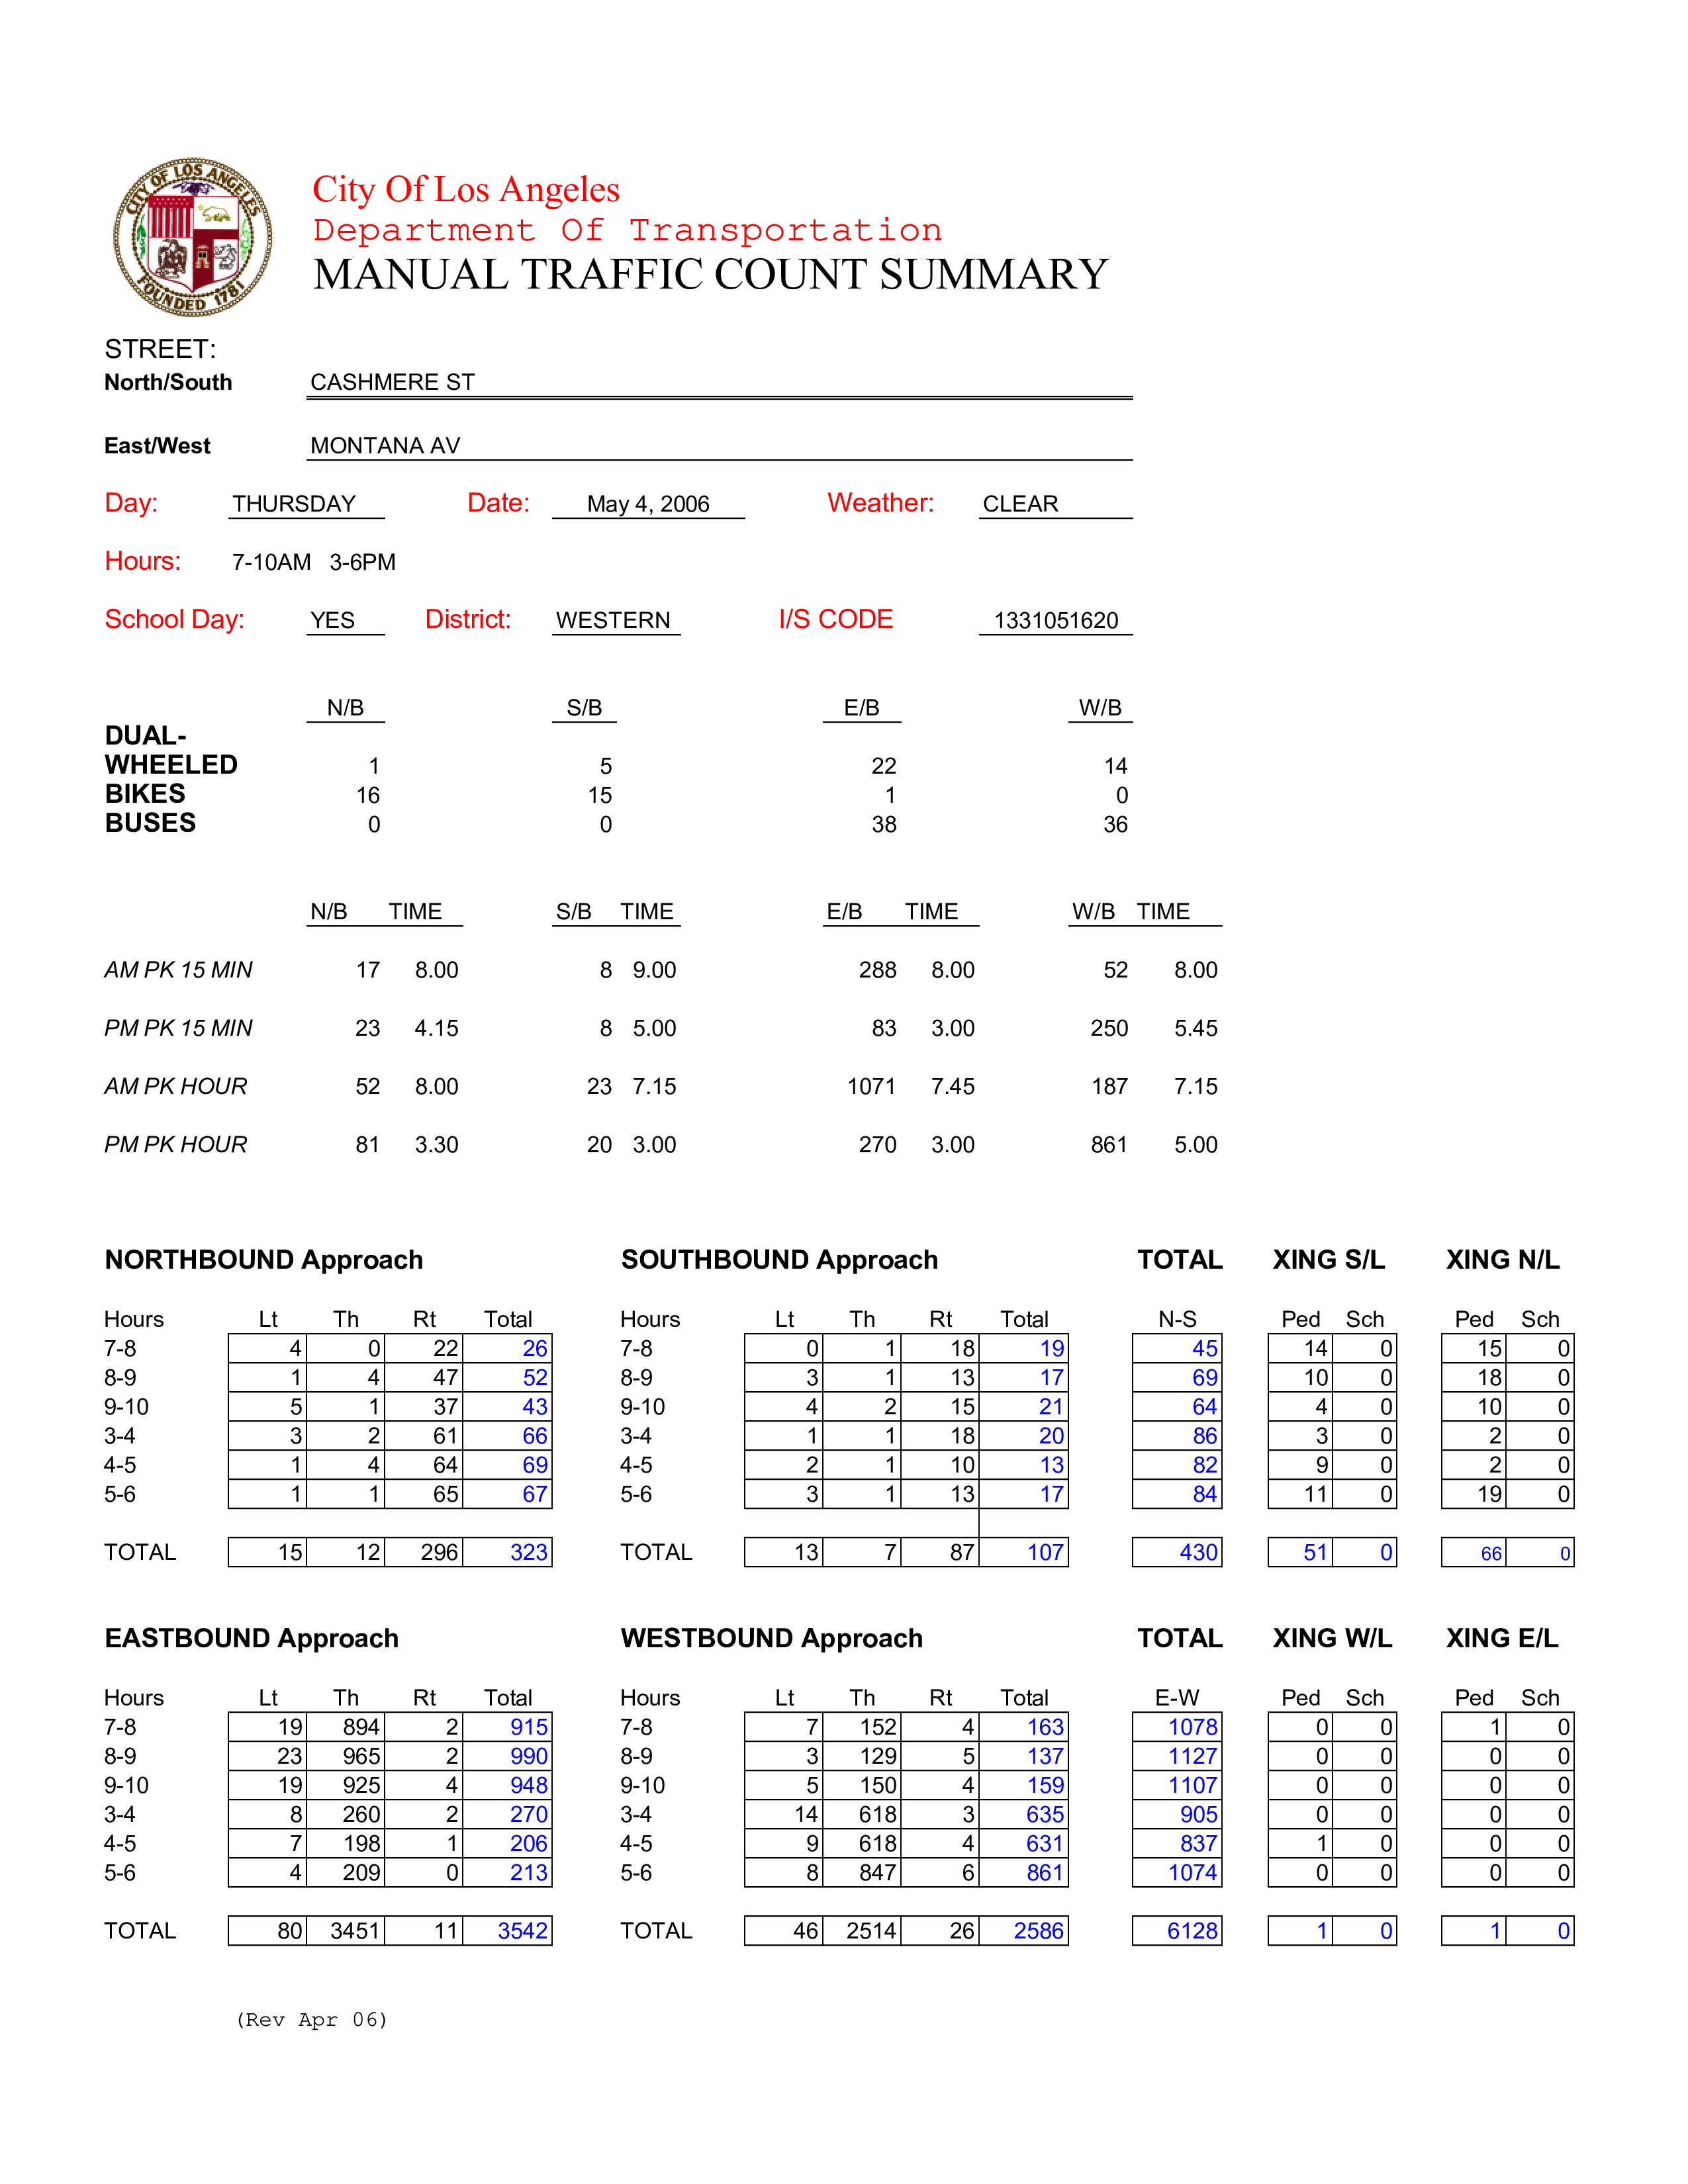 CITY OF LOS ANGELES
FOUNDED 1781
City Of Los Angeles
Department Of Transportation
MANUAL TRAFFIC COUNT SUMMARY
STREET:
North/South CASHMERE ST
East/West MONTANA AV
Day: THURSDAY Date: May 4, 2006 Weather: CLEAR
Hours: 7-10AM 3-6PM
School Day: YES District: WESTERN I/S CODE 1331051620
N/B S/B E/B W/B
DUAL-
WHEELED 1 5 22 14
BIKES 16 15 1 0
BUSES 0 0 38 36
N/B TIME S/B TIME E/B TIME W/B TIME
AM PK 15 MIN 17 8.00 8 9.00 288 8.00 52 8.00
PM PK 15 MIN 23 4.15 8 5.00 83 3.00 250 5.45
AM PK HOUR 52 8.00 23 7.15 1071 7.45 187 7.15
PM PK HOUR 81 3.30 20 3.00 270 3.00 861 5.00
NORTHBOUND Approach SOUTHBOUND Approach TOTAL XING S/L XING N/L
Hours Lt Th Rt Total Hours Lt Th Rt Total N-S Ped Sch Ped Sch
7-8 4 0 22 26 7-8 0 1 18 19 45 14 0 15 0
8-9 1 4 47 52 8-9 3 1 13 17 69 10 0 18 0
9-10 5 1 37 43 9-10 4 2 15 21 64 4 0 10 0
3-4 3 2 61 66 3-4 1 1 18 20 86 3 0 2 0
4-5 1 4 64 69 4-5 2 1 10 13 82 9 0 2 0
5-6 1 1 65 67 5-6 3 1 13 17 84 11 0 19 0
TOTAL 15 12 296 323 TOTAL 13 7 87 107 430 51 0 66 0
EASTBOUND Approach WESTBOUND Approach TOTAL XING W/L XING E/L
Hours Lt Th Rt Total Hours Lt Th Rt Total E-W Ped Sch Ped Sch
7-8 19 894 2 915 7-8 7 152 4 163 1078 0 0 1 0
8-9 23 965 2 990 8-9 3 129 5 137 1127 0 0 0 0
9-10 19 925 4 948 9-10 5 150 4 159 1107 0 0 0 0
3-4 8 260 2 270 3-4 14 618 3 635 905 0 0 0 0
4-5 7 198 1 206 4-5 9 618 4 631 837 1 0 0 0
5-6 4 209 0 213 5-6 8 847 6 861 1074 0 0 0 0
TOTAL 80 3451 11 3542 TOTAL 46 2514 26 2586 6128 1 0 1 0
(Rev Apr 06)